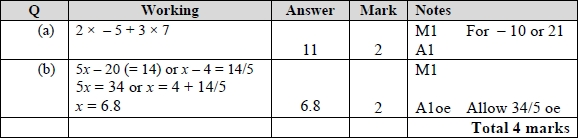 Q Working Answer Mark Notes
(a) 2 × – 5 + 3 × 7 M1 For – 10 or 21
11 2 A1
(b) 5x – 20 (= 14) or x – 4 = 14/5 M1
5x = 34 or x = 4 + 14/5
x = 6.8 6.8 2 A1oe Allow 34/5 oe
Total 4 marks